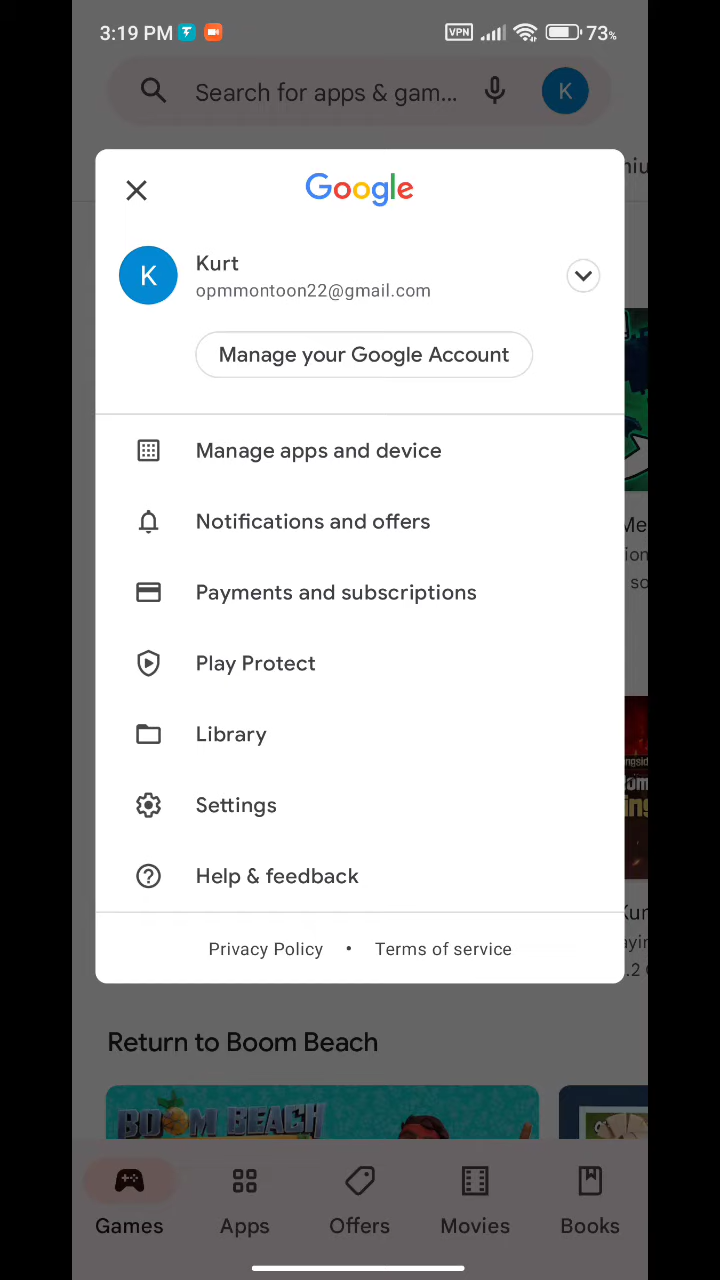 3:19 PM VPN 73%
Search for apps & gam... K
Google
K Kurt
opmmontoon22@gmail.com
Manage your Google Account
Manage apps and device
Notifications and offers
Payments and subscriptions
Play Protect
Library
Settings
Help & feedback
Privacy Policy • Terms of service
Return to Boom Beach
BOOM BEACH
Games Apps Offers Movies Books